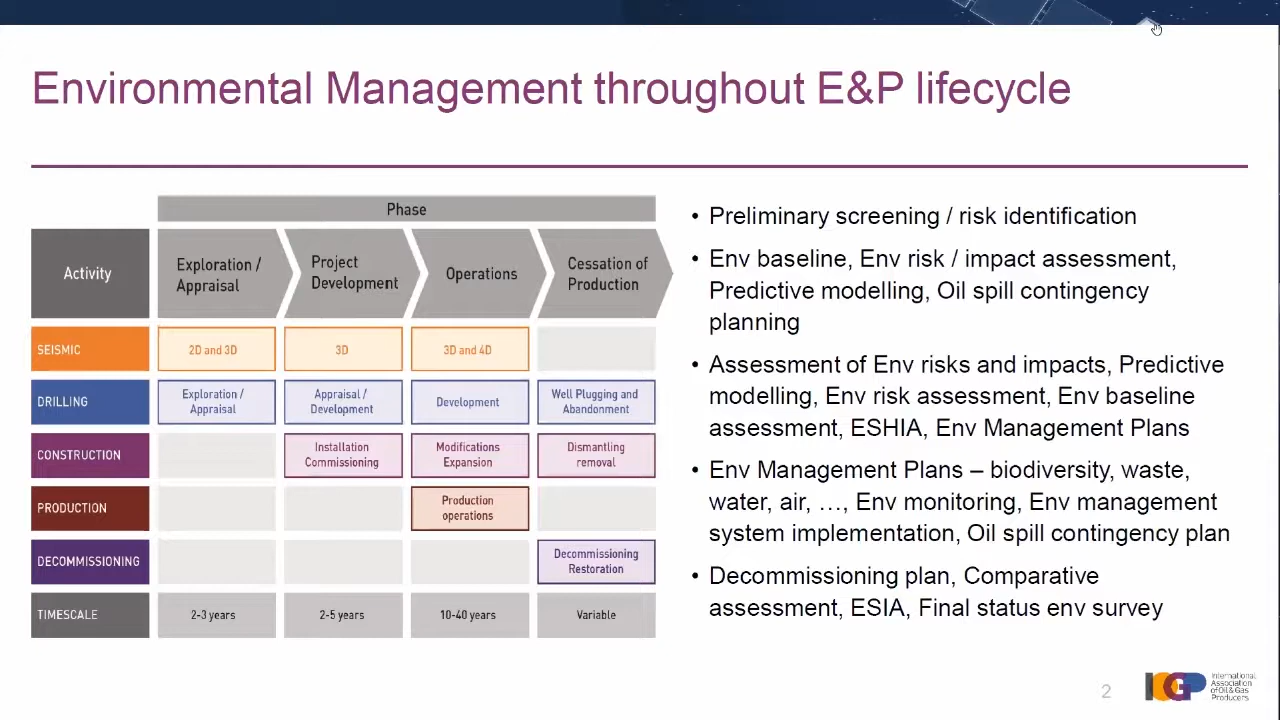 Environmental Management throughout E&P lifecycle
Phase
Activity
Exploration /
Appraisal
Project
Development
Operations
Cessation of
Production
SEISMIC
2D and 3D
3D
3D and 4D
DRILLING
Exploration /
Appraisal
Appraisal /
Development
Development
Well Plugging and
Abandonment
CONSTRUCTION
Installation
Commissioning
Modifications
Expansion
Dismantling
removal
PRODUCTION
Production
operations
DECOMMISSIONING
Decommissioning
Restoration
TIMESCALE
2-3 years
2-5 years
10-40 years
Variable
• Preliminary screening / risk identification
• Env baseline, Env risk / impact assessment,
Predictive modelling, Oil spill contingency
planning
• Assessment of Env risks and impacts, Predictive
modelling, Env risk assessment, Env baseline
assessment, ESHIA, Env Management Plans
• Env Management Plans – biodiversity, waste,
water, air, …, Env monitoring, Env management
system implementation, Oil spill contingency plan
• Decommissioning plan, Comparative
assessment, ESIA, Final status env survey
2
IOGP
International
Association
of Oil & Gas
Producers